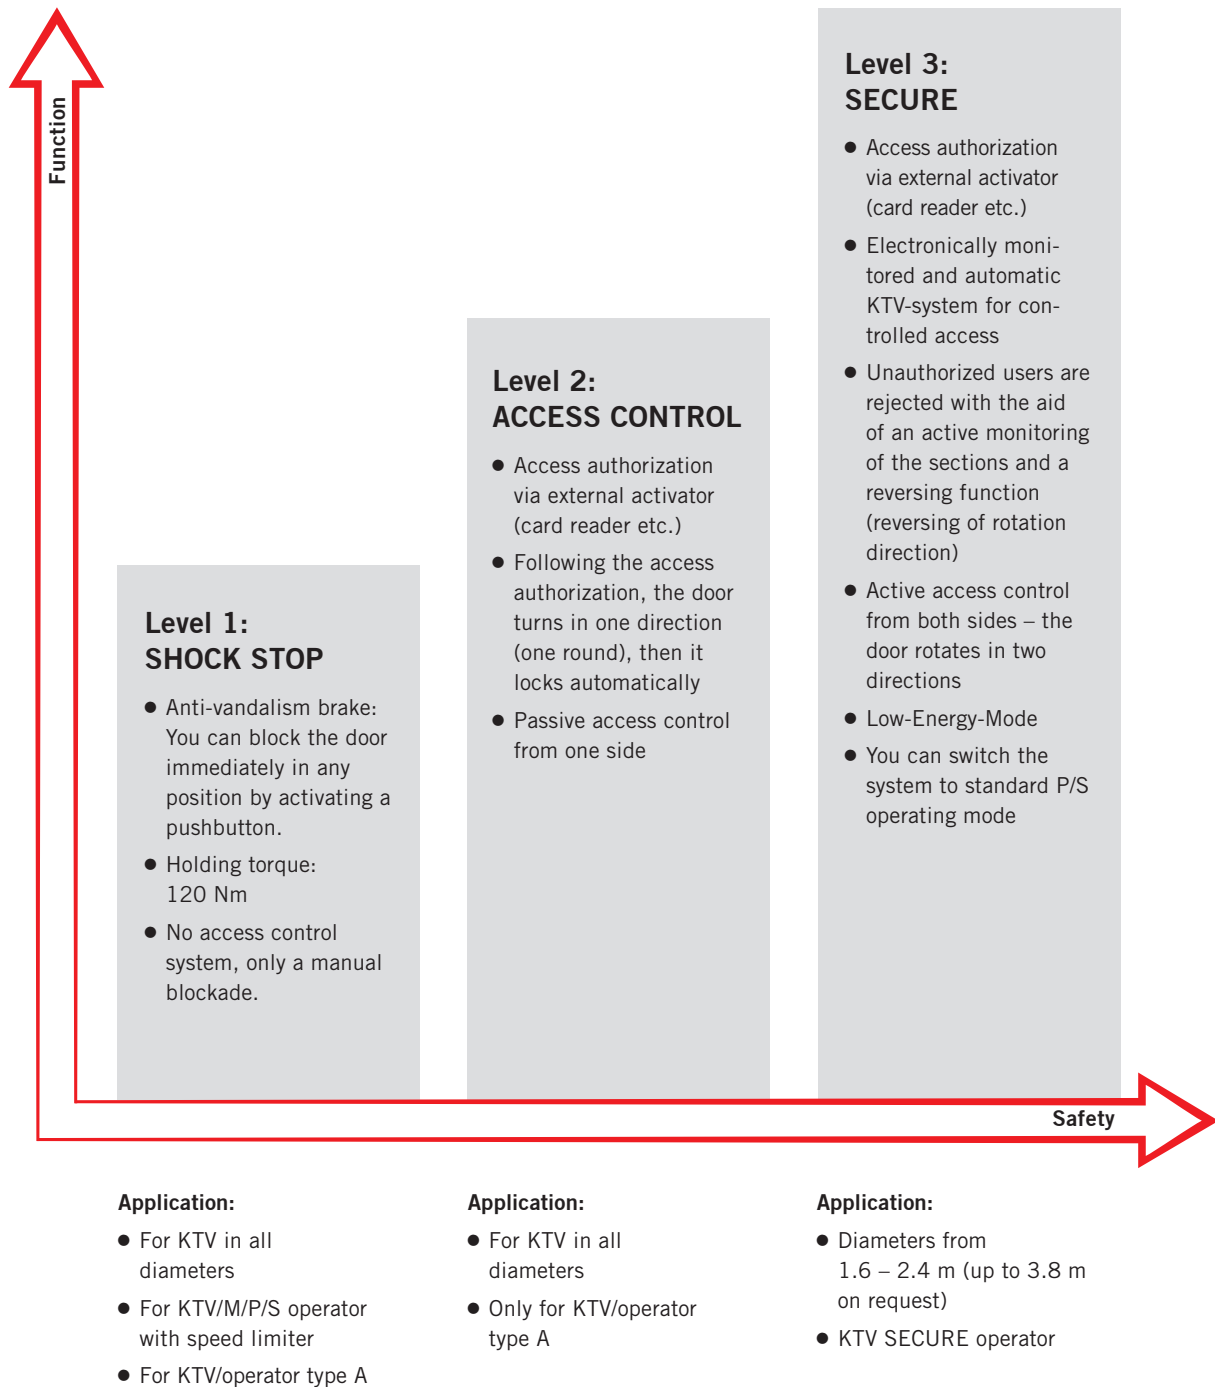 Function
Level 1:
SHOCK STOP
● Anti-vandalism brake:
You can block the door
immediately in any
position by activating a
pushbutton.
● Holding torque:
120 Nm
● No access control
system, only a manual
blockade.
Level 2:
ACCESS CONTROL
● Access authorization
via external activator
(card reader etc.)
● Following the access
authorization, the door
turns in one direction
(one round), then it
locks automatically
● Passive access control
from one side
Level 3:
SECURE
● Access authorization
via external activator
(card reader etc.)
● Electronically moni-
tored and automatic
KTV-system for con-
trolled access
● Unauthorized users are
rejected with the aid
of an active monitoring
of the sections and a
reversing function
(reversing of rotation
direction)
● Active access control
from both sides – the
door rotates in two
directions
● Low-Energy-Mode
● You can switch the
system to standard P/S
operating mode
Safety
Application:
● For KTV in all
diameters
● For KTV/M/P/S operator
with speed limiter
● For KTV/operator type A
Application:
● For KTV in all
diameters
● Only for KTV/operator
type A
Application:
● Diameters from
1.6 – 2.4 m (up to 3.8 m
on request)
● KTV SECURE operator